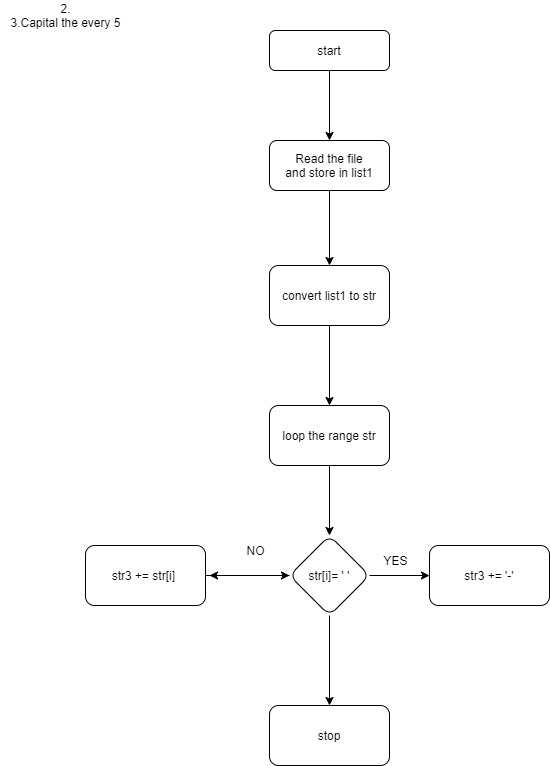 2.
3.Capital the every 5
start
Read the file
and store in list1
convert list1 to str
loop the range str
NO
YES
str3 += str[i]
str[i]= ' '
str3 += '-'
stop